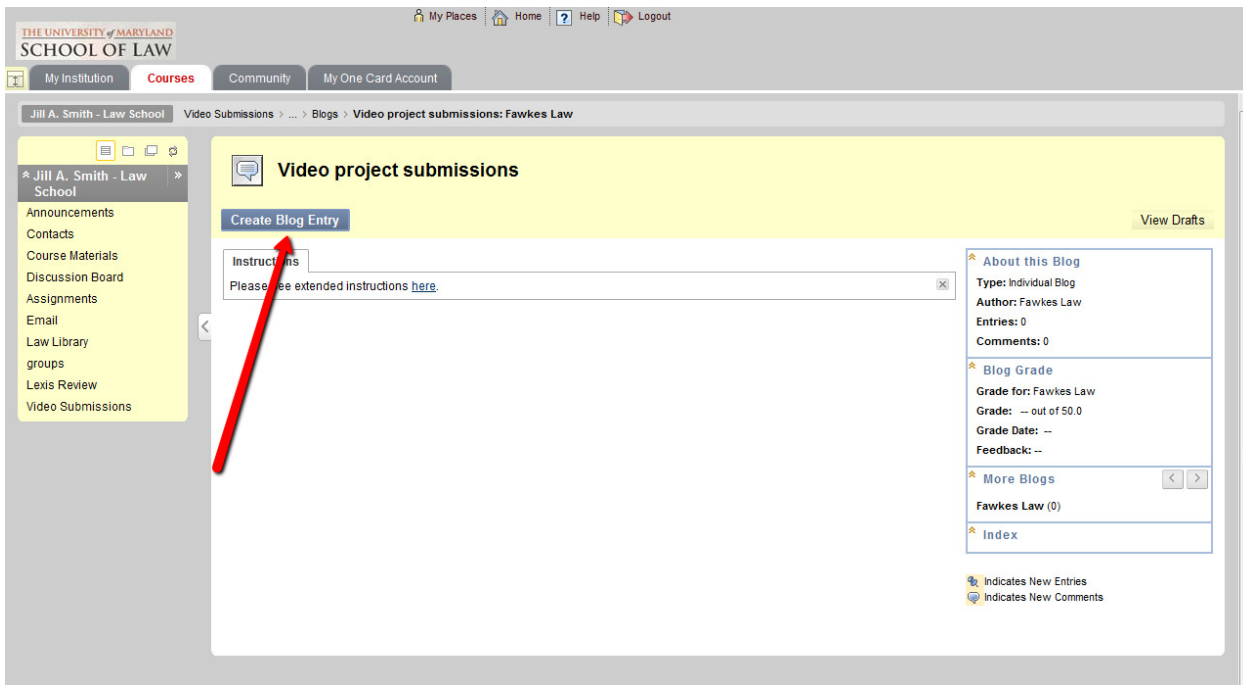 My Places Home ? Help Logout
THE UNIVERSITY of MARYLAND
SCHOOL OF LAW
My Institution Courses Community My One Card Account
Jill A. Smith - Law School Video Submissions > ... > Blogs > Video project submissions: Fawkes Law
Jill A. Smith - Law
School
Announcements
Contacts
Course Materials
Discussion Board
Assignments
Email
Law Library
groups
Lexis Review
Video Submissions
Video project submissions
Create Blog Entry
View Drafts
Instructions
Please see extended instructions here.
About this Blog
Type: Individual Blog
Author: Fawkes Law
Entries: 0
Comments: 0
Blog Grade
Grade for: Fawkes Law
Grade: -- out of 50.0
Grade Date: --
Feedback: --
More Blogs
Fawkes Law (0)
Index
Indicates New Entries
Indicates New Comments